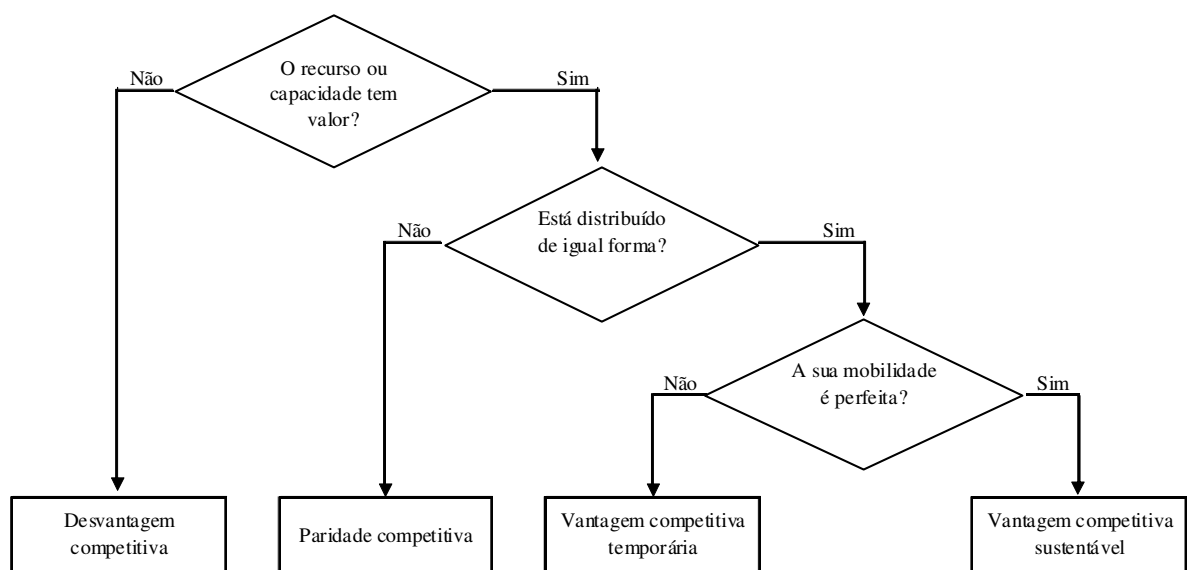 Não
O recurso ou
capacidade tem
valor?
Sim
Não
Está distribuído
de igual forma?
Sim
Não
A sua mobilidade
é perfeita?
Sim
Desvantagem
competitiva
Paridade competitiva
Vantagem competitiva
temporária
Vantagem competitiva
sustentável